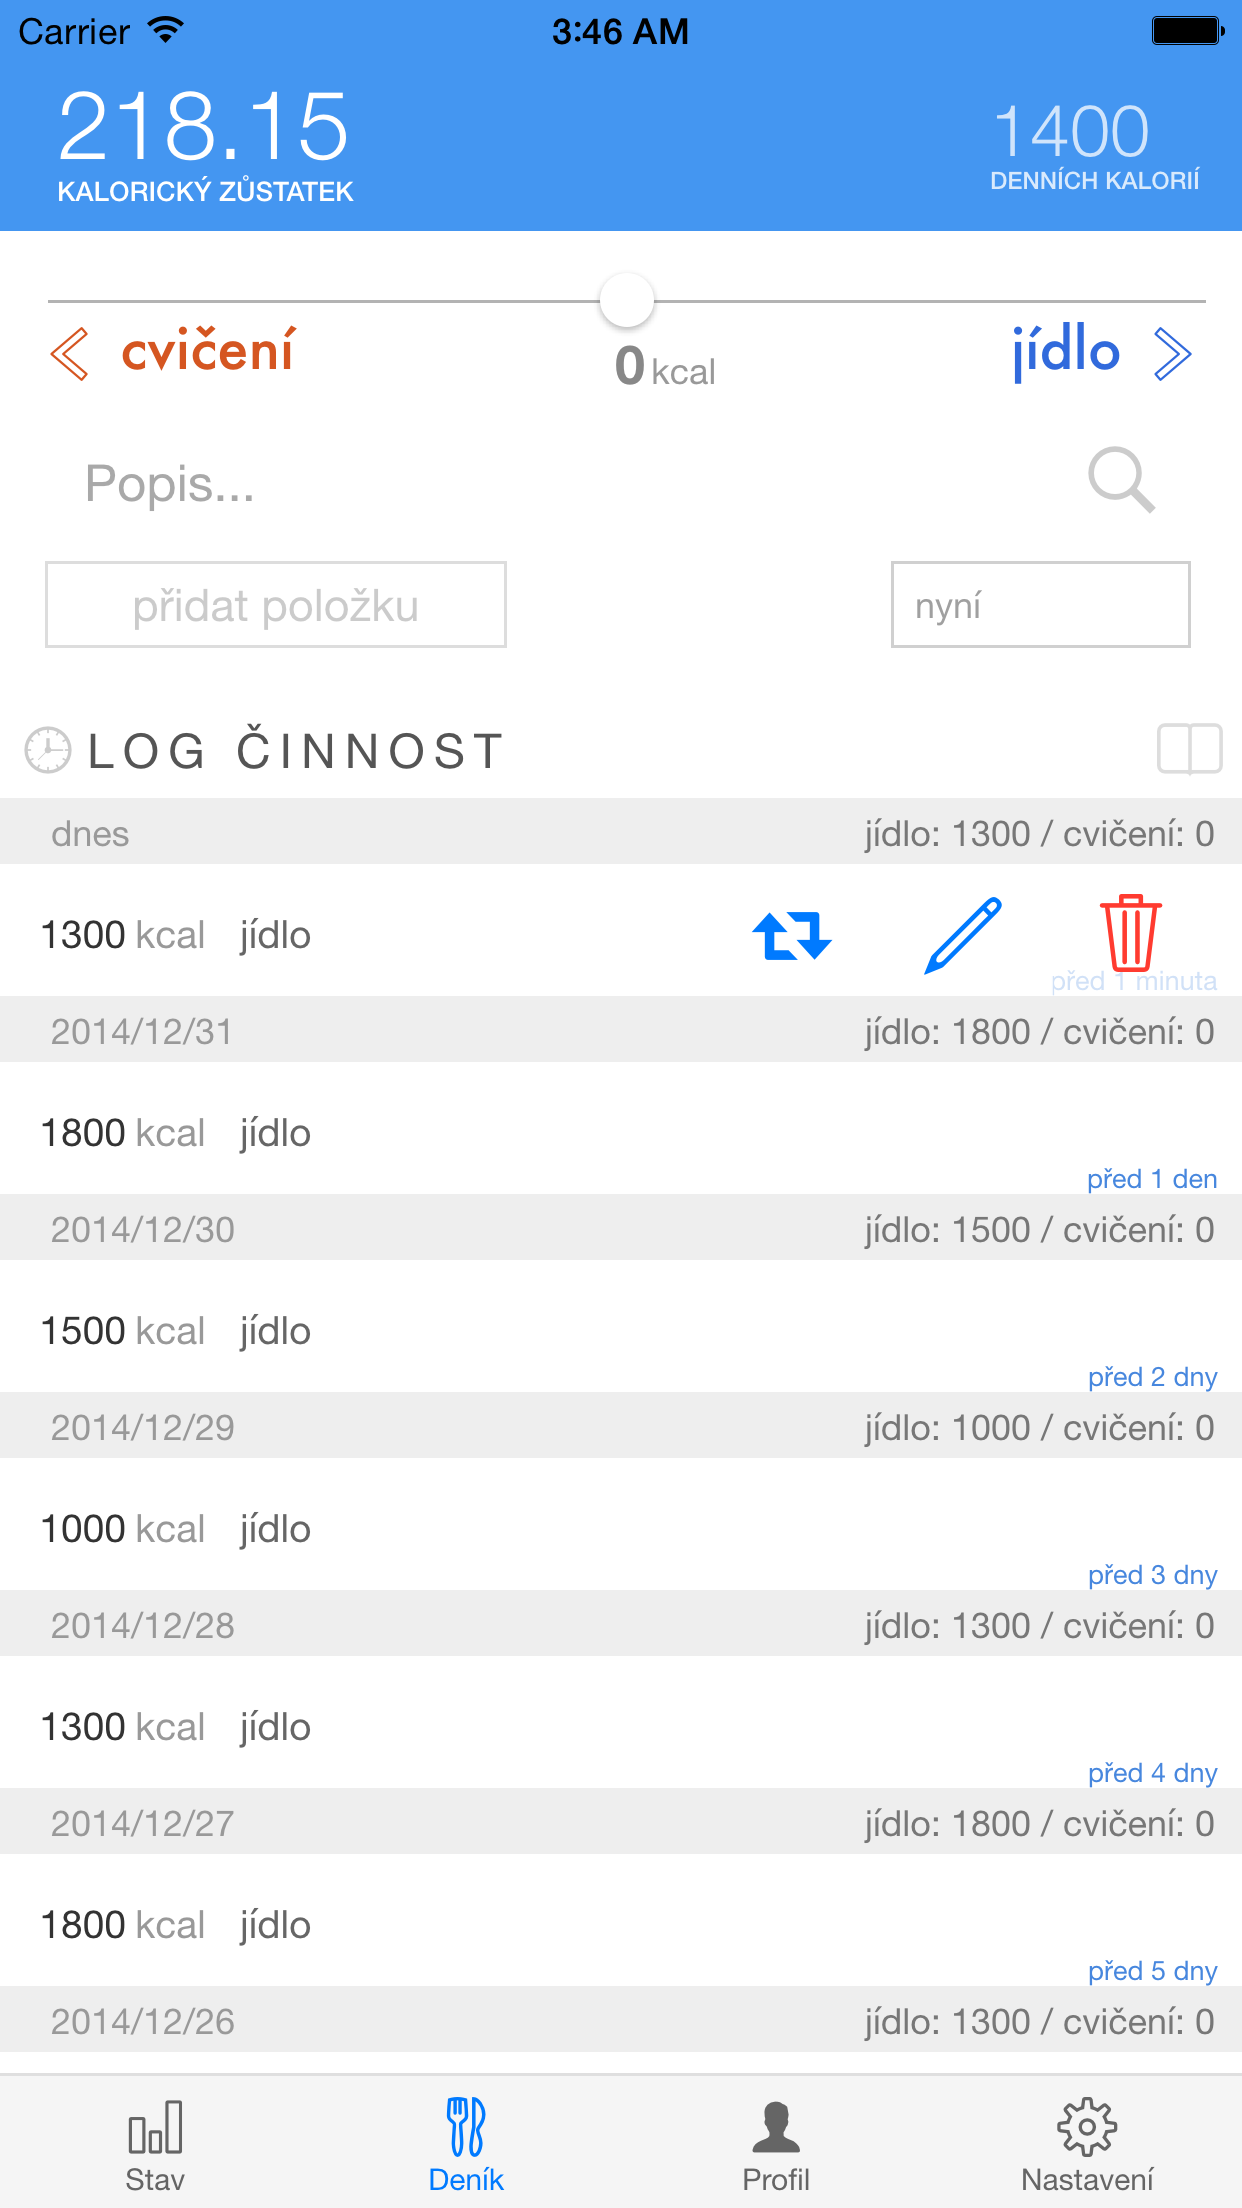 Carrier 3:46 AM
218.15 1400
KALORICKÝ ZŮSTATEK DENNÍCH KALORIÍ
cvičení 0 kcal jídlo
Popis...
přidat položku nyní
LOG ČINNOST
dnes jídlo: 1300 / cvičení: 0
1300 kcal jídlo
před 1 minuta
2014/12/31 jídlo: 1800 / cvičení: 0
1800 kcal jídlo
před 1 den
2014/12/30 jídlo: 1500 / cvičení: 0
1500 kcal jídlo
před 2 dny
2014/12/29 jídlo: 1000 / cvičení: 0
1000 kcal jídlo
před 3 dny
2014/12/28 jídlo: 1300 / cvičení: 0
1300 kcal jídlo
před 4 dny
2014/12/27 jídlo: 1800 / cvičení: 0
1800 kcal jídlo
před 5 dny
2014/12/26 jídlo: 1300 / cvičení: 0
Stav Deník Profil Nastavení